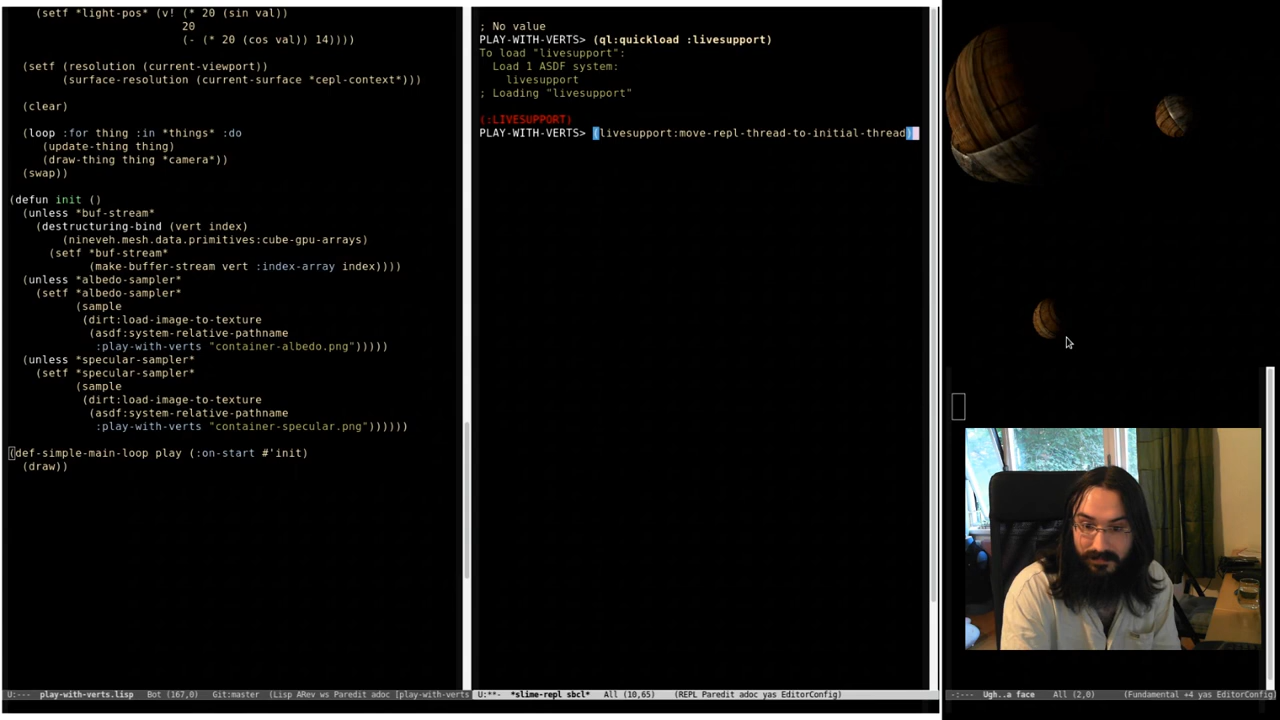 (setf *light-pos* (v! (* 20 (sin val))
20
(- (* 20 (cos val)) 14))))
(setf (resolution (current-viewport))
(surface-resolution (current-surface *cepl-context*)))
(clear)
(loop :for thing :in *things* :do
(update-thing thing)
(draw-thing thing *camera*))
(swap))
(defun init ()
(unless *buf-stream*
(destructuring-bind (vert index)
(nineveh.mesh.data.primitives:cube-gpu-arrays)
(setf *buf-stream*
(make-buffer-stream vert :index-array index))))
(unless *albedo-sampler*
(setf *albedo-sampler*
(sample
(dirt:load-image-to-texture
(asdf:system-relative-pathname
:play-with-verts "container-albedo.png")))))
(unless *specular-sampler*
(setf *specular-sampler*
(sample
(dirt:load-image-to-texture
(asdf:system-relative-pathname
:play-with-verts "container-specular.png"))))))
(def-simple-main-loop play (:on-start #'init)
(draw))
U:--- play-with-verts.lisp Bot (167,0) Git:master (Lisp ARev ws Paredit adoc [play-with-verts
; No value
PLAY-WITH-VERTS> (ql:quickload :livesupport)
To load "livesupport":
Load 1 ASDF system:
livesupport
; Loading "livesupport"
(:LIVESUPPORT)
PLAY-WITH-VERTS> (livesupport:move-repl-thread-to-initial-thread)
U:**- *slime-repl sbcl* All (10,65) (REPL Paredit adoc yas EditorConfig)
-:--- Ugh..a face All (2,0) (Fundamental +4 yas EditorConfig)